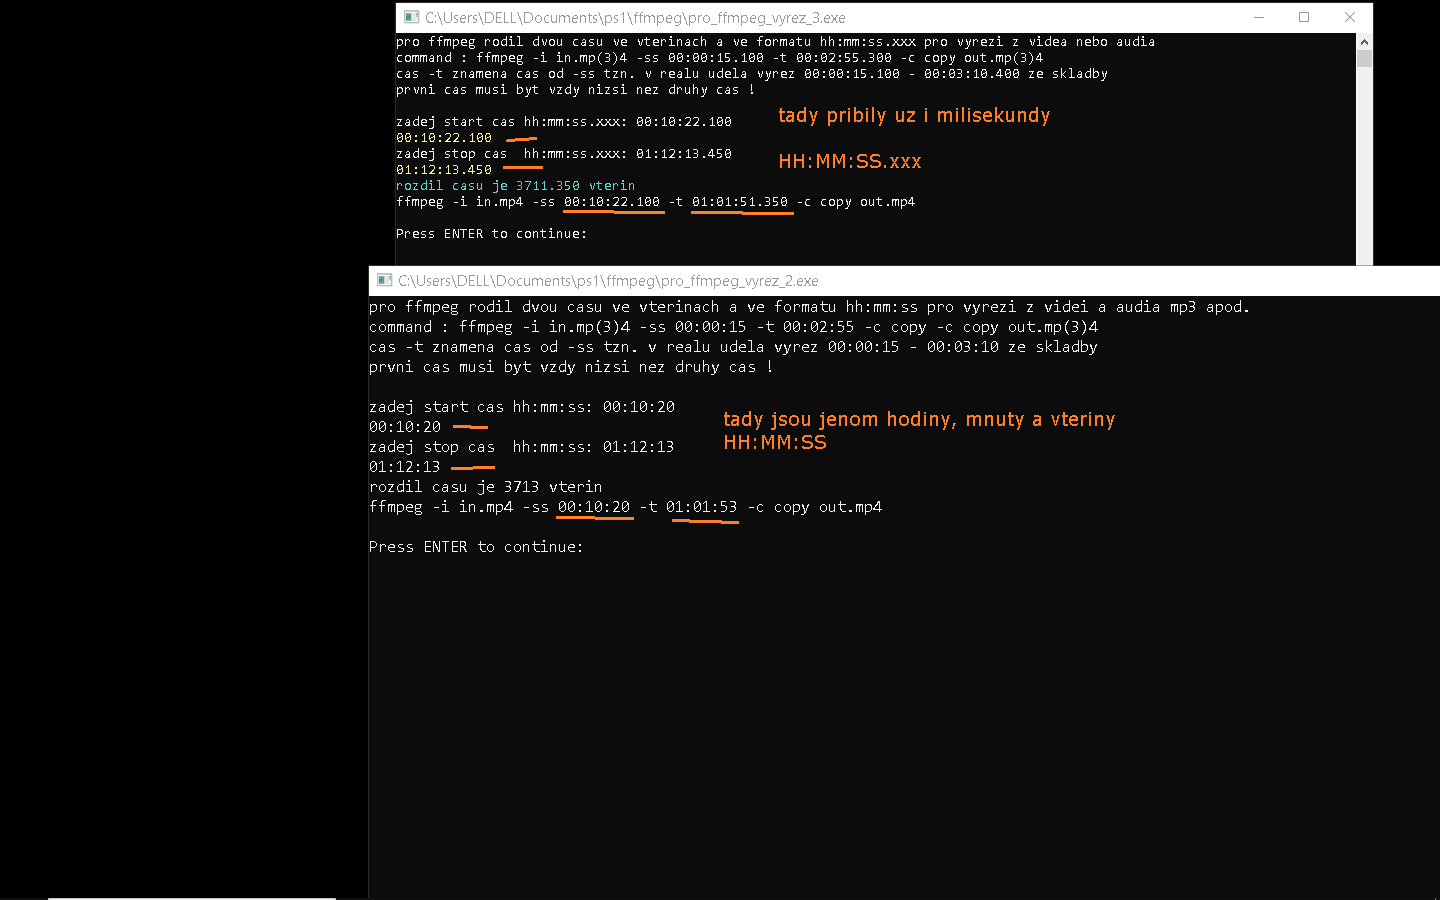 C:\Users\DELL\Documents\ps1\ffmpeg\pro_ffmpeg_vyrez_3.exe
pro ffmpeg rodil dvou casu ve vterinach a ve formatu hh:mm:ss.xxx pro vyrezi z videa nebo audia
command : ffmpeg -i in.mp(3)4 -ss 00:00:15.100 -t 00:02:55.300 -c copy out.mp(3)4
cas -t znamena cas od -ss tzn. v realu udela vyrez 00:00:15.100 - 00:03:10.400 ze skladby
prvni cas musi byt vzdy nizsi nez druhy cas !
tady pribily uz i milisekundy
zadej start cas hh:mm:ss.xxx: 00:10:22.100
00:10:22.100
zadej stop cas  hh:mm:ss.xxx: 01:12:13.450
HH:MM:SS.xxx
01:12:13.450
rozdil casu je 3711.350 vterin
ffmpeg -i in.mp4 -ss 00:10:22.100 -t 01:01:51.350 -c copy out.mp4
Press ENTER to continue:
C:\Users\DELL\Documents\ps1\ffmpeg\pro_ffmpeg_vyrez_2.exe
pro ffmpeg rodil dvou casu ve vterinach a ve formatu hh:mm:ss pro vyrezi z videi a audia mp3 apod.
command : ffmpeg -i in.mp(3)4 -ss 00:00:15 -t 00:02:55 -c copy -c copy out.mp(3)4
cas -t znamena cas od -ss tzn. v realu udela vyrez 00:00:15 - 00:03:10 ze skladby
prvni cas musi byt vzdy nizsi nez druhy cas !
zadej start cas hh:mm:ss: 00:10:20
tady jsou jenom hodiny, mnuty a vteriny
00:10:20
HH:MM:SS
zadej stop cas  hh:mm:ss: 01:12:13
01:12:13
rozdil casu je 3713 vterin
ffmpeg -i in.mp4 -ss 00:10:20 -t 01:01:53 -c copy out.mp4
Press ENTER to continue: